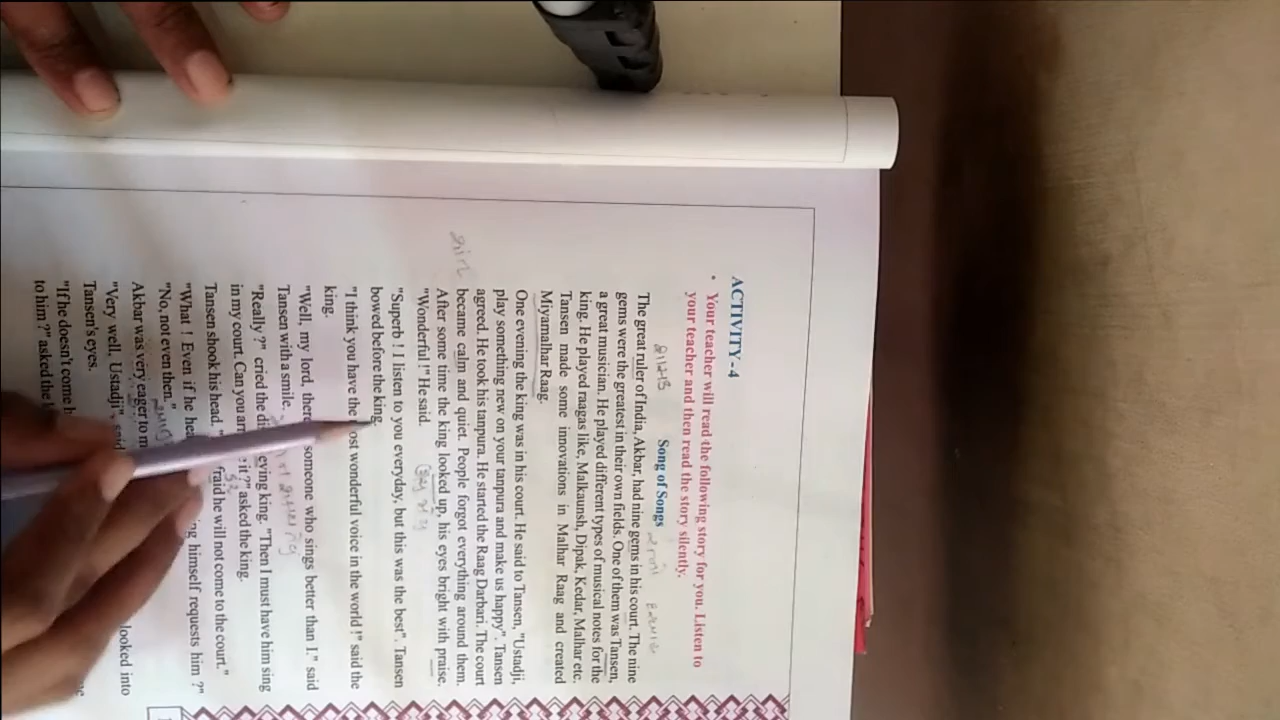 ACTIVITY - 4
• Your teacher will read the following story for you. Listen to
your teacher and then read the story silently.
Song of Songs
The great ruler of India, Akbar, had nine gems in his court. The nine
gems were the greatest in their own fields. One of them was Tansen,
a great musician. He played different types of musical notes for the
king. He played raagas like, Malkaunsh, Dipak, Kedar, Malhar etc.
Tansen made some innovations in Malhar Raag and created
Miyamalhar Raag.
One evening the king was in his court. He said to Tansen, "Ustadji,
play something new on your tanpura and make us happy". Tansen
agreed. He took his tanpura. He started the Raag Darbari. The court
became calm and quiet. People forgot everything around them.
After some time the king looked up, his eyes bright with praise.
"Wonderful !" He said.
"Superb ! I listen to you everyday, but this was the best". Tansen
bowed before the king.
"I think you have the ost wonderful voice in the world !" said the
king.
"Well, my lord, ther someone who sings better than I." said
Tansen with a smile.
"Really ?" cried the di eving king. "Then I must have him sing
in my court. Can you arr e it ?" asked the king.
Tansen shook his head. " fraid he will not come to the court."
"What ! Even if he he ng himself requests him ?"
"No, not even then."
Akbar was very eager to m
"Very well, Ustadji", said looked into
Tansen's eyes.
"If he doesn't come h
to him ?" asked the k